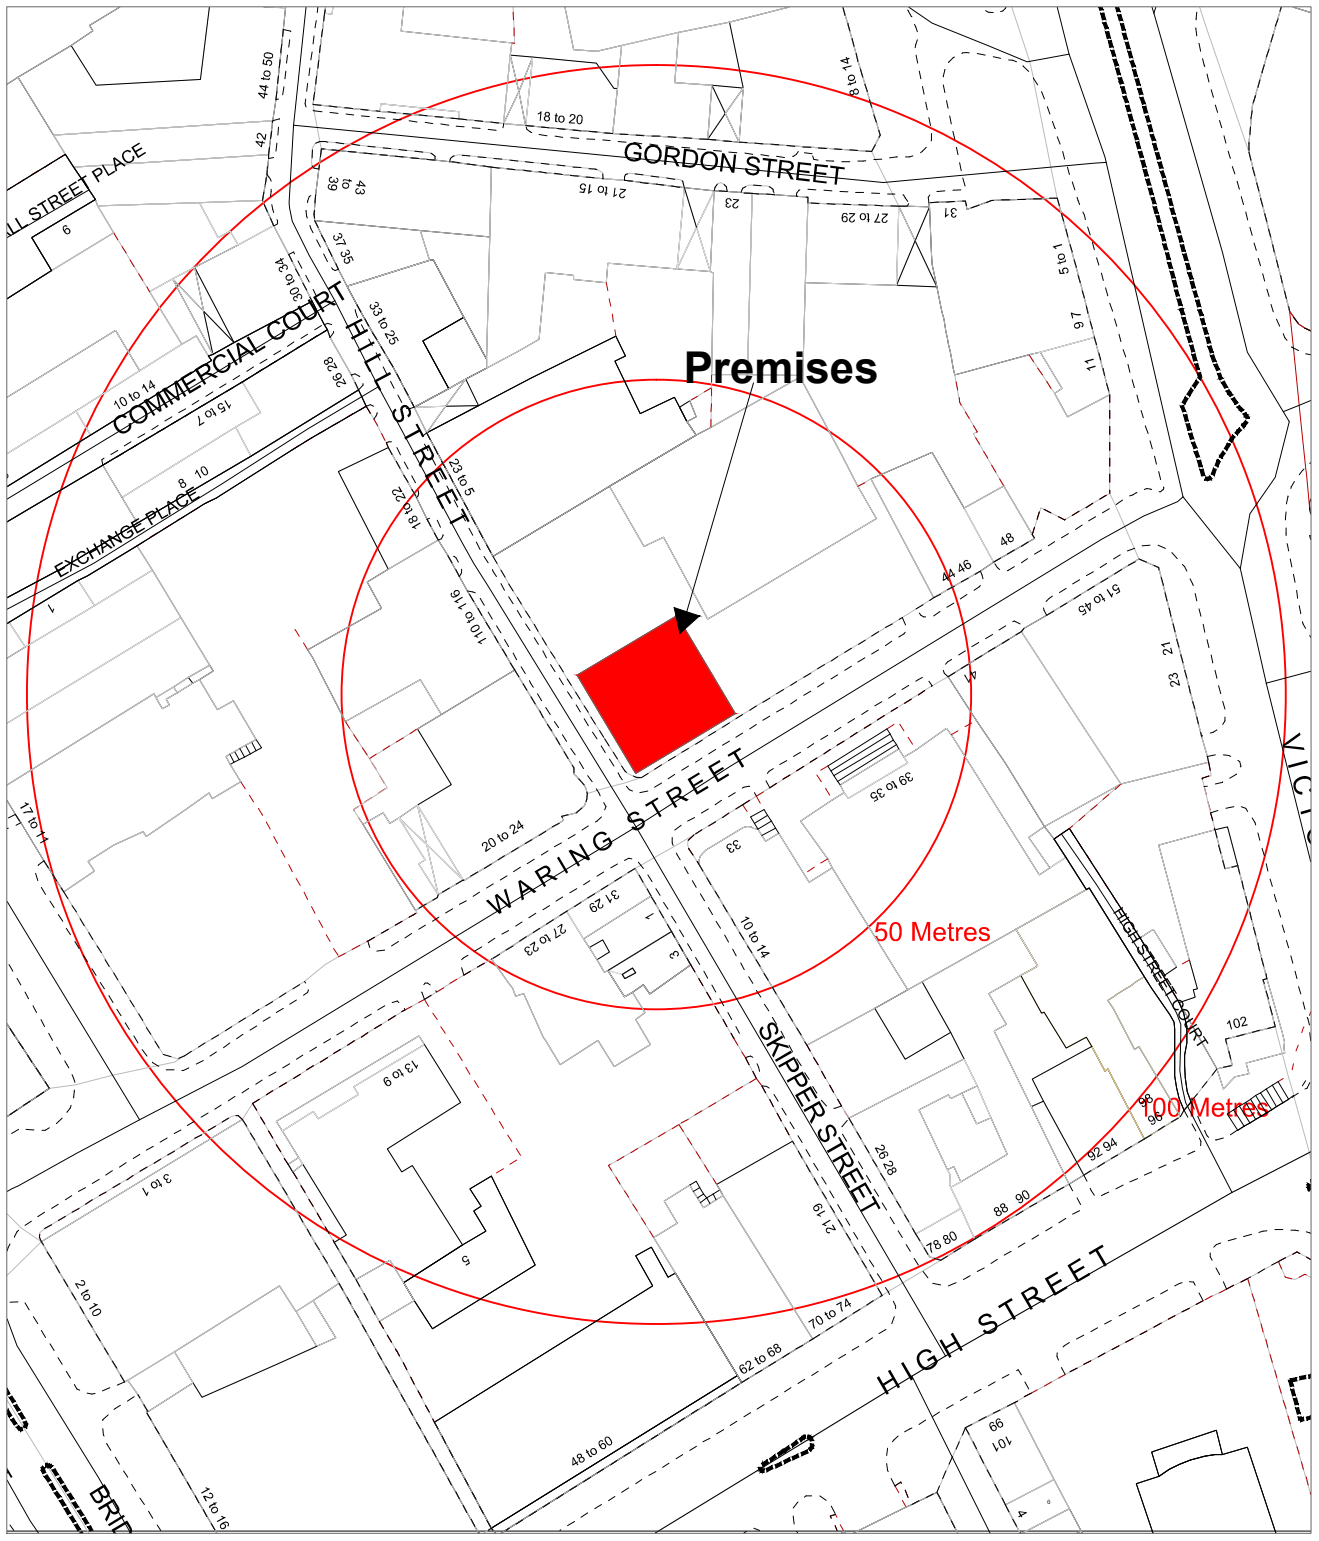 44 to 50
8 to 14
18 to 20
42
GORDON STREET
LL STREET PLACE
39 to 43
21 to 15
23
27 to 29
31
6
37 35
5 to 1
30 to 34
33 to 25
9 7
COMMERCIAL COURT
HILL STREET
Premises
26 28
11
10 to 14
15 to 7
8 10
23 to 5
18 to 22
EXCHANGE PLACE
48
44 46
1
110 to 116
51 to 45
21
23
41
VICTO
WARING STREET
39 to 35
17 to 11
20 to 24
33
31 29
1
10 to 14
50 Metres
27 to 23
3
HIGH STREET COURT
102
SKIPPER STREET
13 to 9
98
100 Metres
96
92 94
26 28
3 to 1
88 90
21 19
78 80
5
2 to 10
70 to 74
HIGH STREET
62 to 68
99
101
48 to 60
12 to 16
4
1
BRID